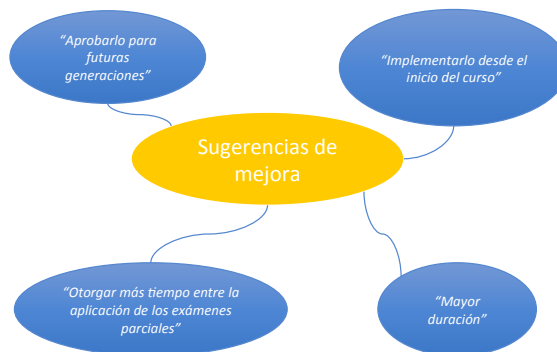 “Aprobarlo para
futuras
generaciones”
“Implementarlo desde el
inicio del curso”
Sugerencias de
mejora
“Otorgar más tiempo entre la
aplicación de los exámenes
parciales”
“Mayor
duración”